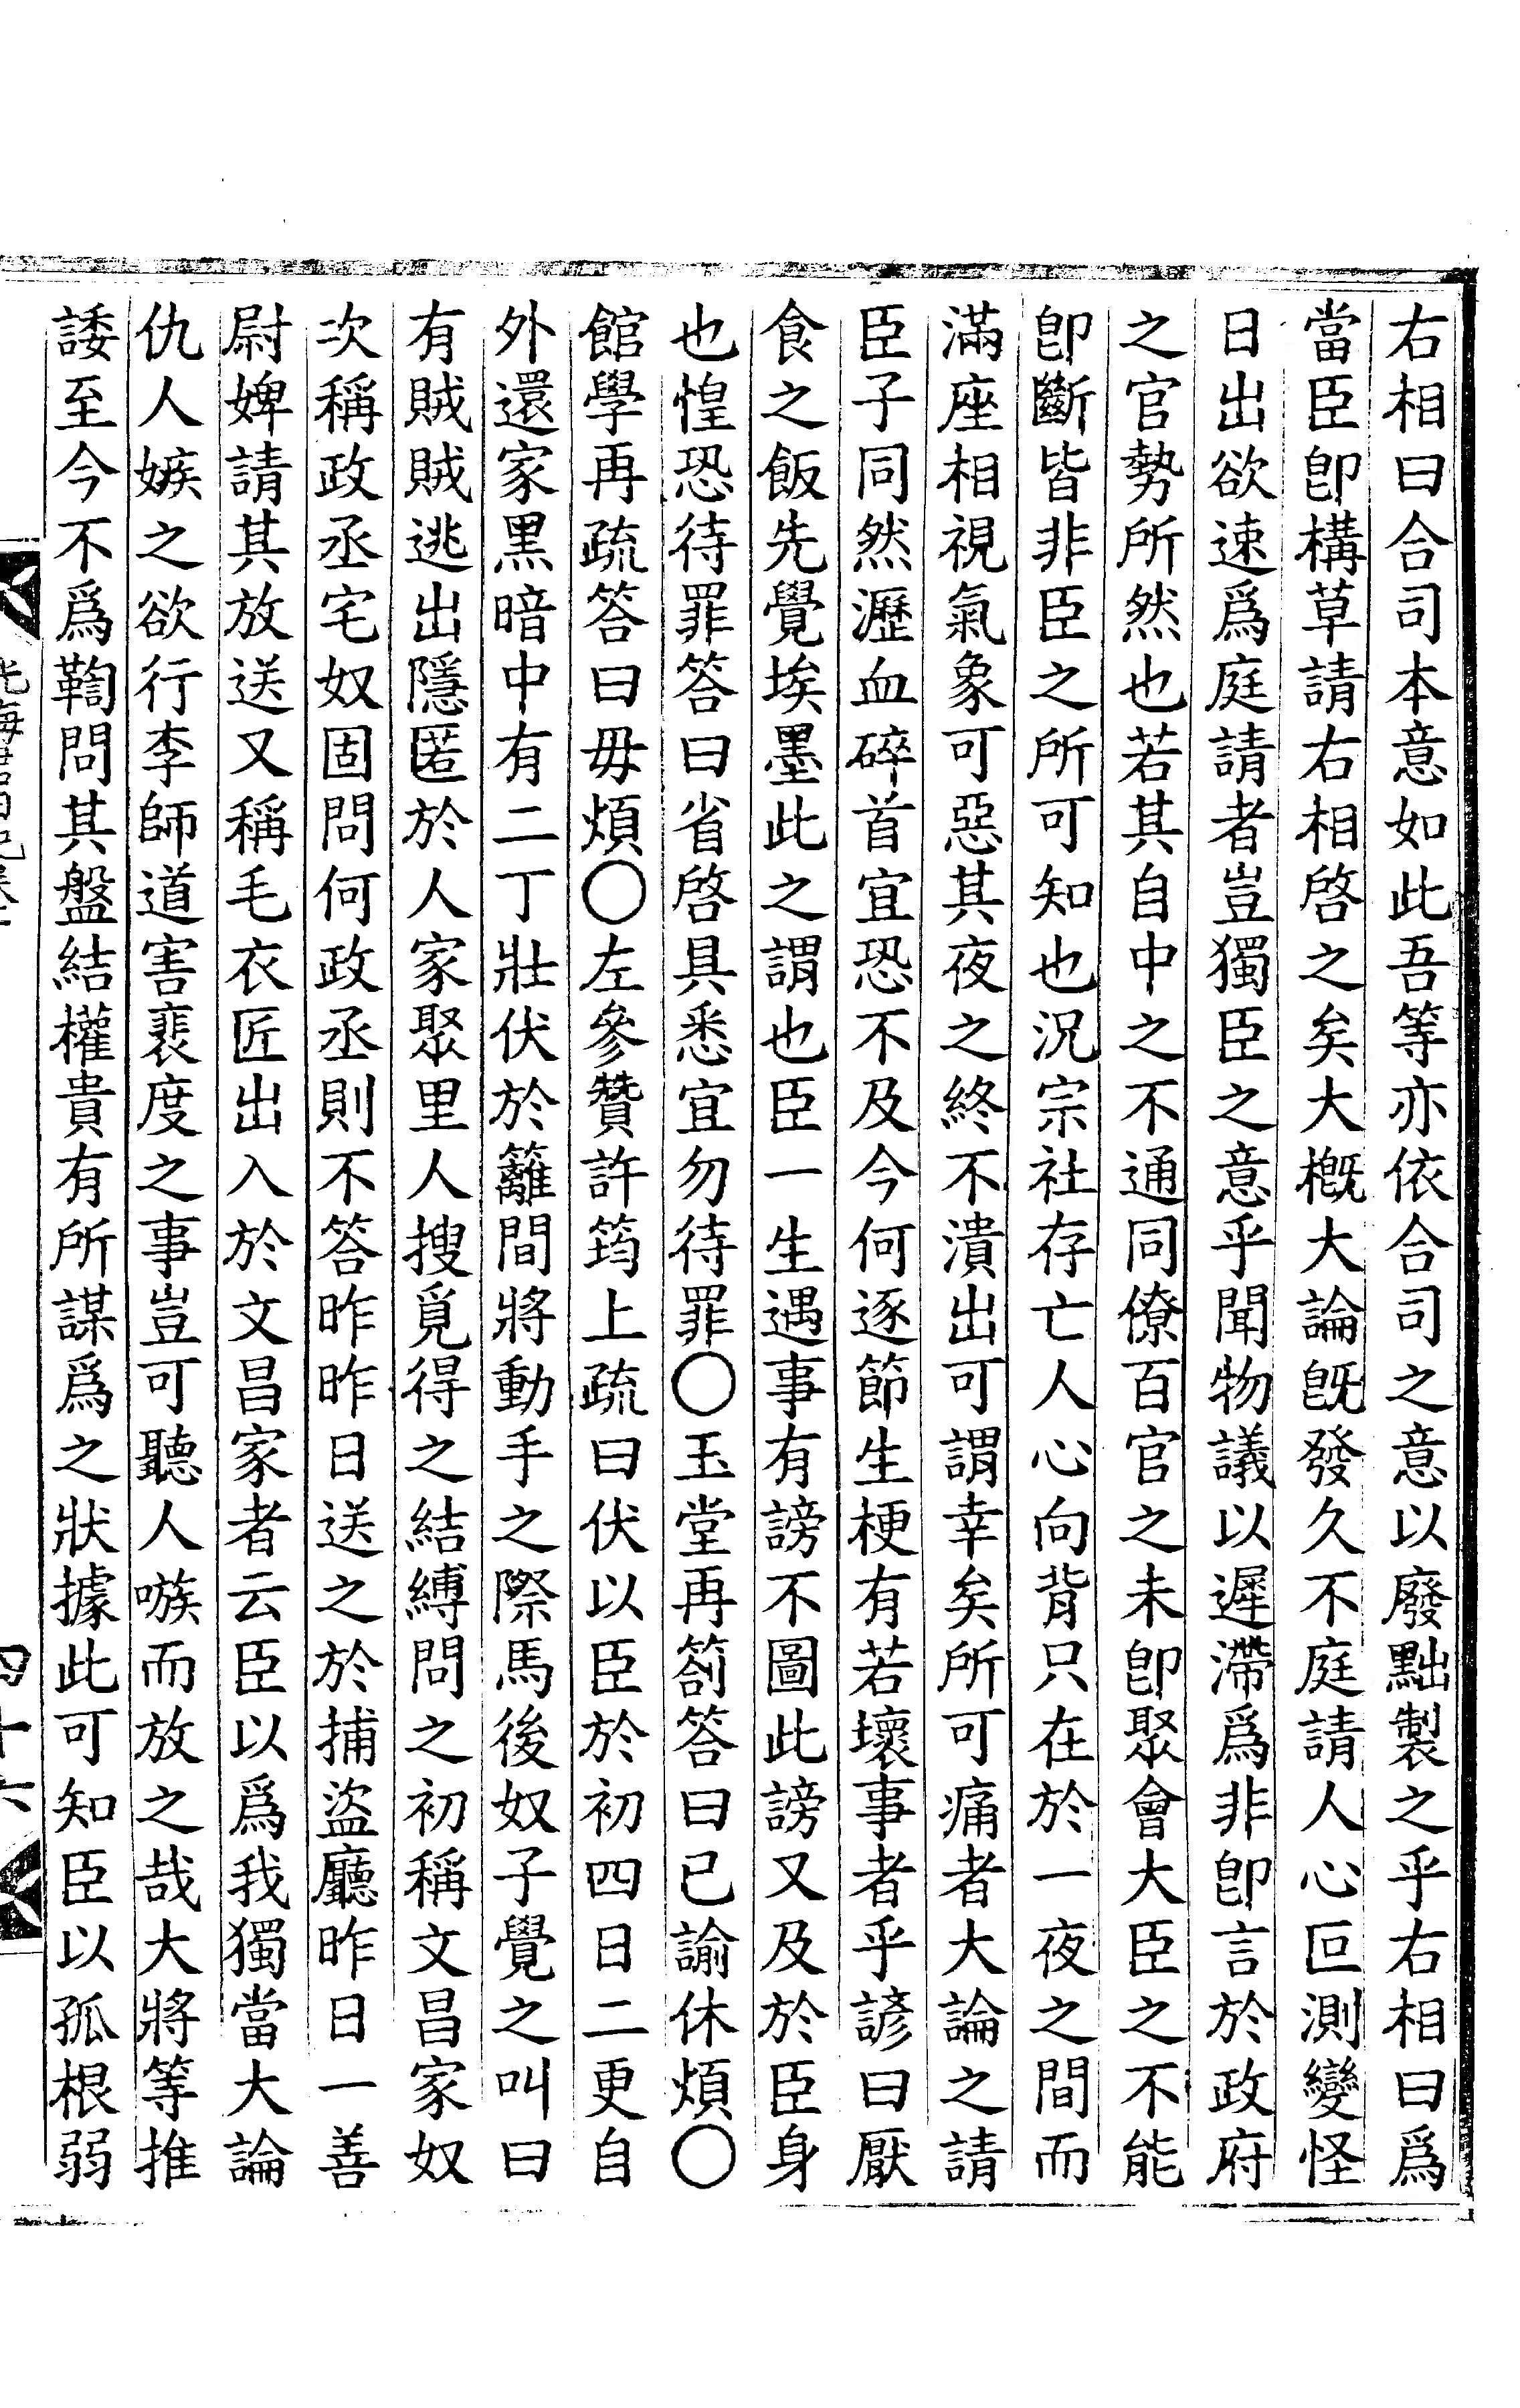 右相曰合司本意如此吾等亦依合司之意以廢黜製之乎右相曰爲
當臣卽構草請右相啓之矣大槪大論旣發久不庭請人心叵測變怪
日出欲速爲庭請者豈獨臣之意乎聞物議以遲滯爲非卽言於政府
之官勢所然也若其自中之不通同僚百官之未卽聚會大臣之不能
卽斷皆非臣之所可知也況宗社存亡人心向背只在於一夜之間而
滿座相視氣象可惡其夜之終不潰出可謂幸矣所可痛者大論之請
臣子同然瀝血碎首宜恐不及今何逐節生梗有若壞事者乎諺曰厭
食之飯先覺埃墨此之謂也臣一生遇事有謗不圖此謗又及於臣身
也惶恐待罪答曰省啓具悉宜勿待罪〇玉堂再箚答曰已諭休煩〇
館學再疏答曰毋煩〇左參贊許筠上疏曰伏以臣於初四日二更自
外還家黑暗中有二丁壯伏於籬間將動手之際馬後奴子覺之叫曰
有賊賊逃出隱匿於人家聚里人搜覓得之結縛問之初稱文昌家奴
次稱政丞宅奴固問何政丞則不答昨昨日送之於捕盜廳昨日一善
尉婢請其放送又稱毛衣匠出入於文昌家者云臣以爲我獨當大論
仇人嫉之欲行李師道害裴度之事豈可聽人嗾而放之哉大將等推
諉至今不爲鞫問其盤結權貴有所謀爲之狀據此可知臣以孤根弱
四十六